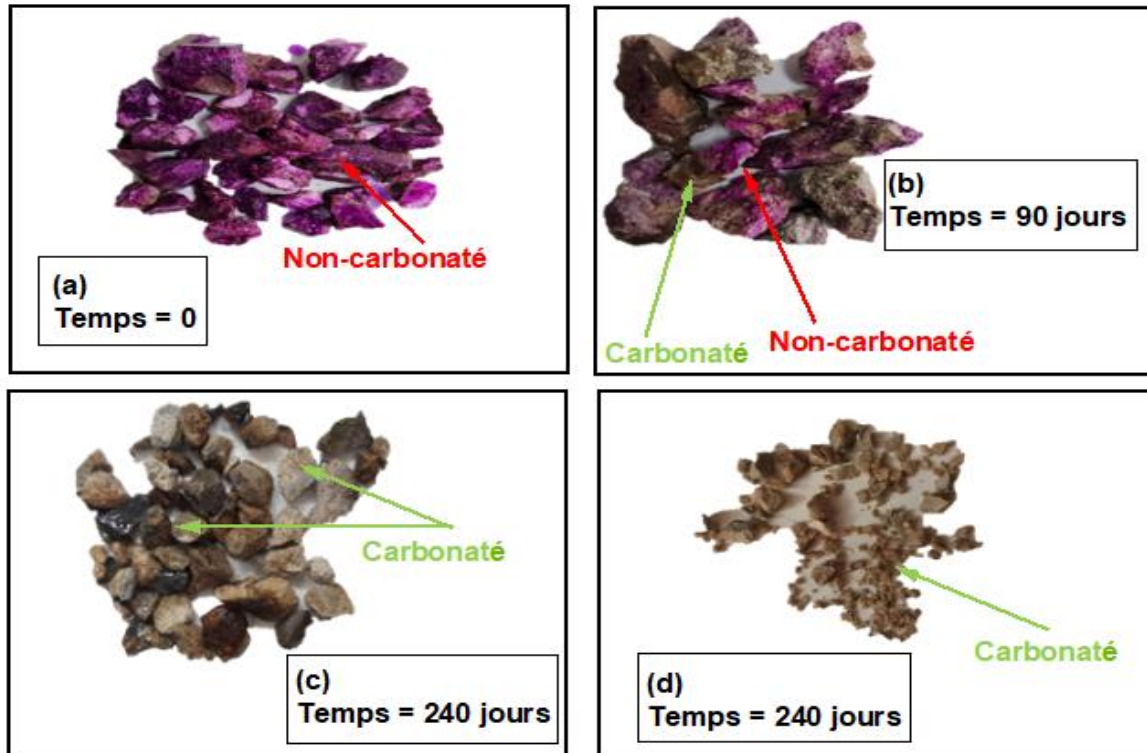 Non-carbonaté
(a)
Temps = 0
(b)
Temps = 90 jours
Carbonaté
Non-carbonaté
Carbonaté
(c)
Temps = 240 jours
Carbonaté
(d)
Temps = 240 jours